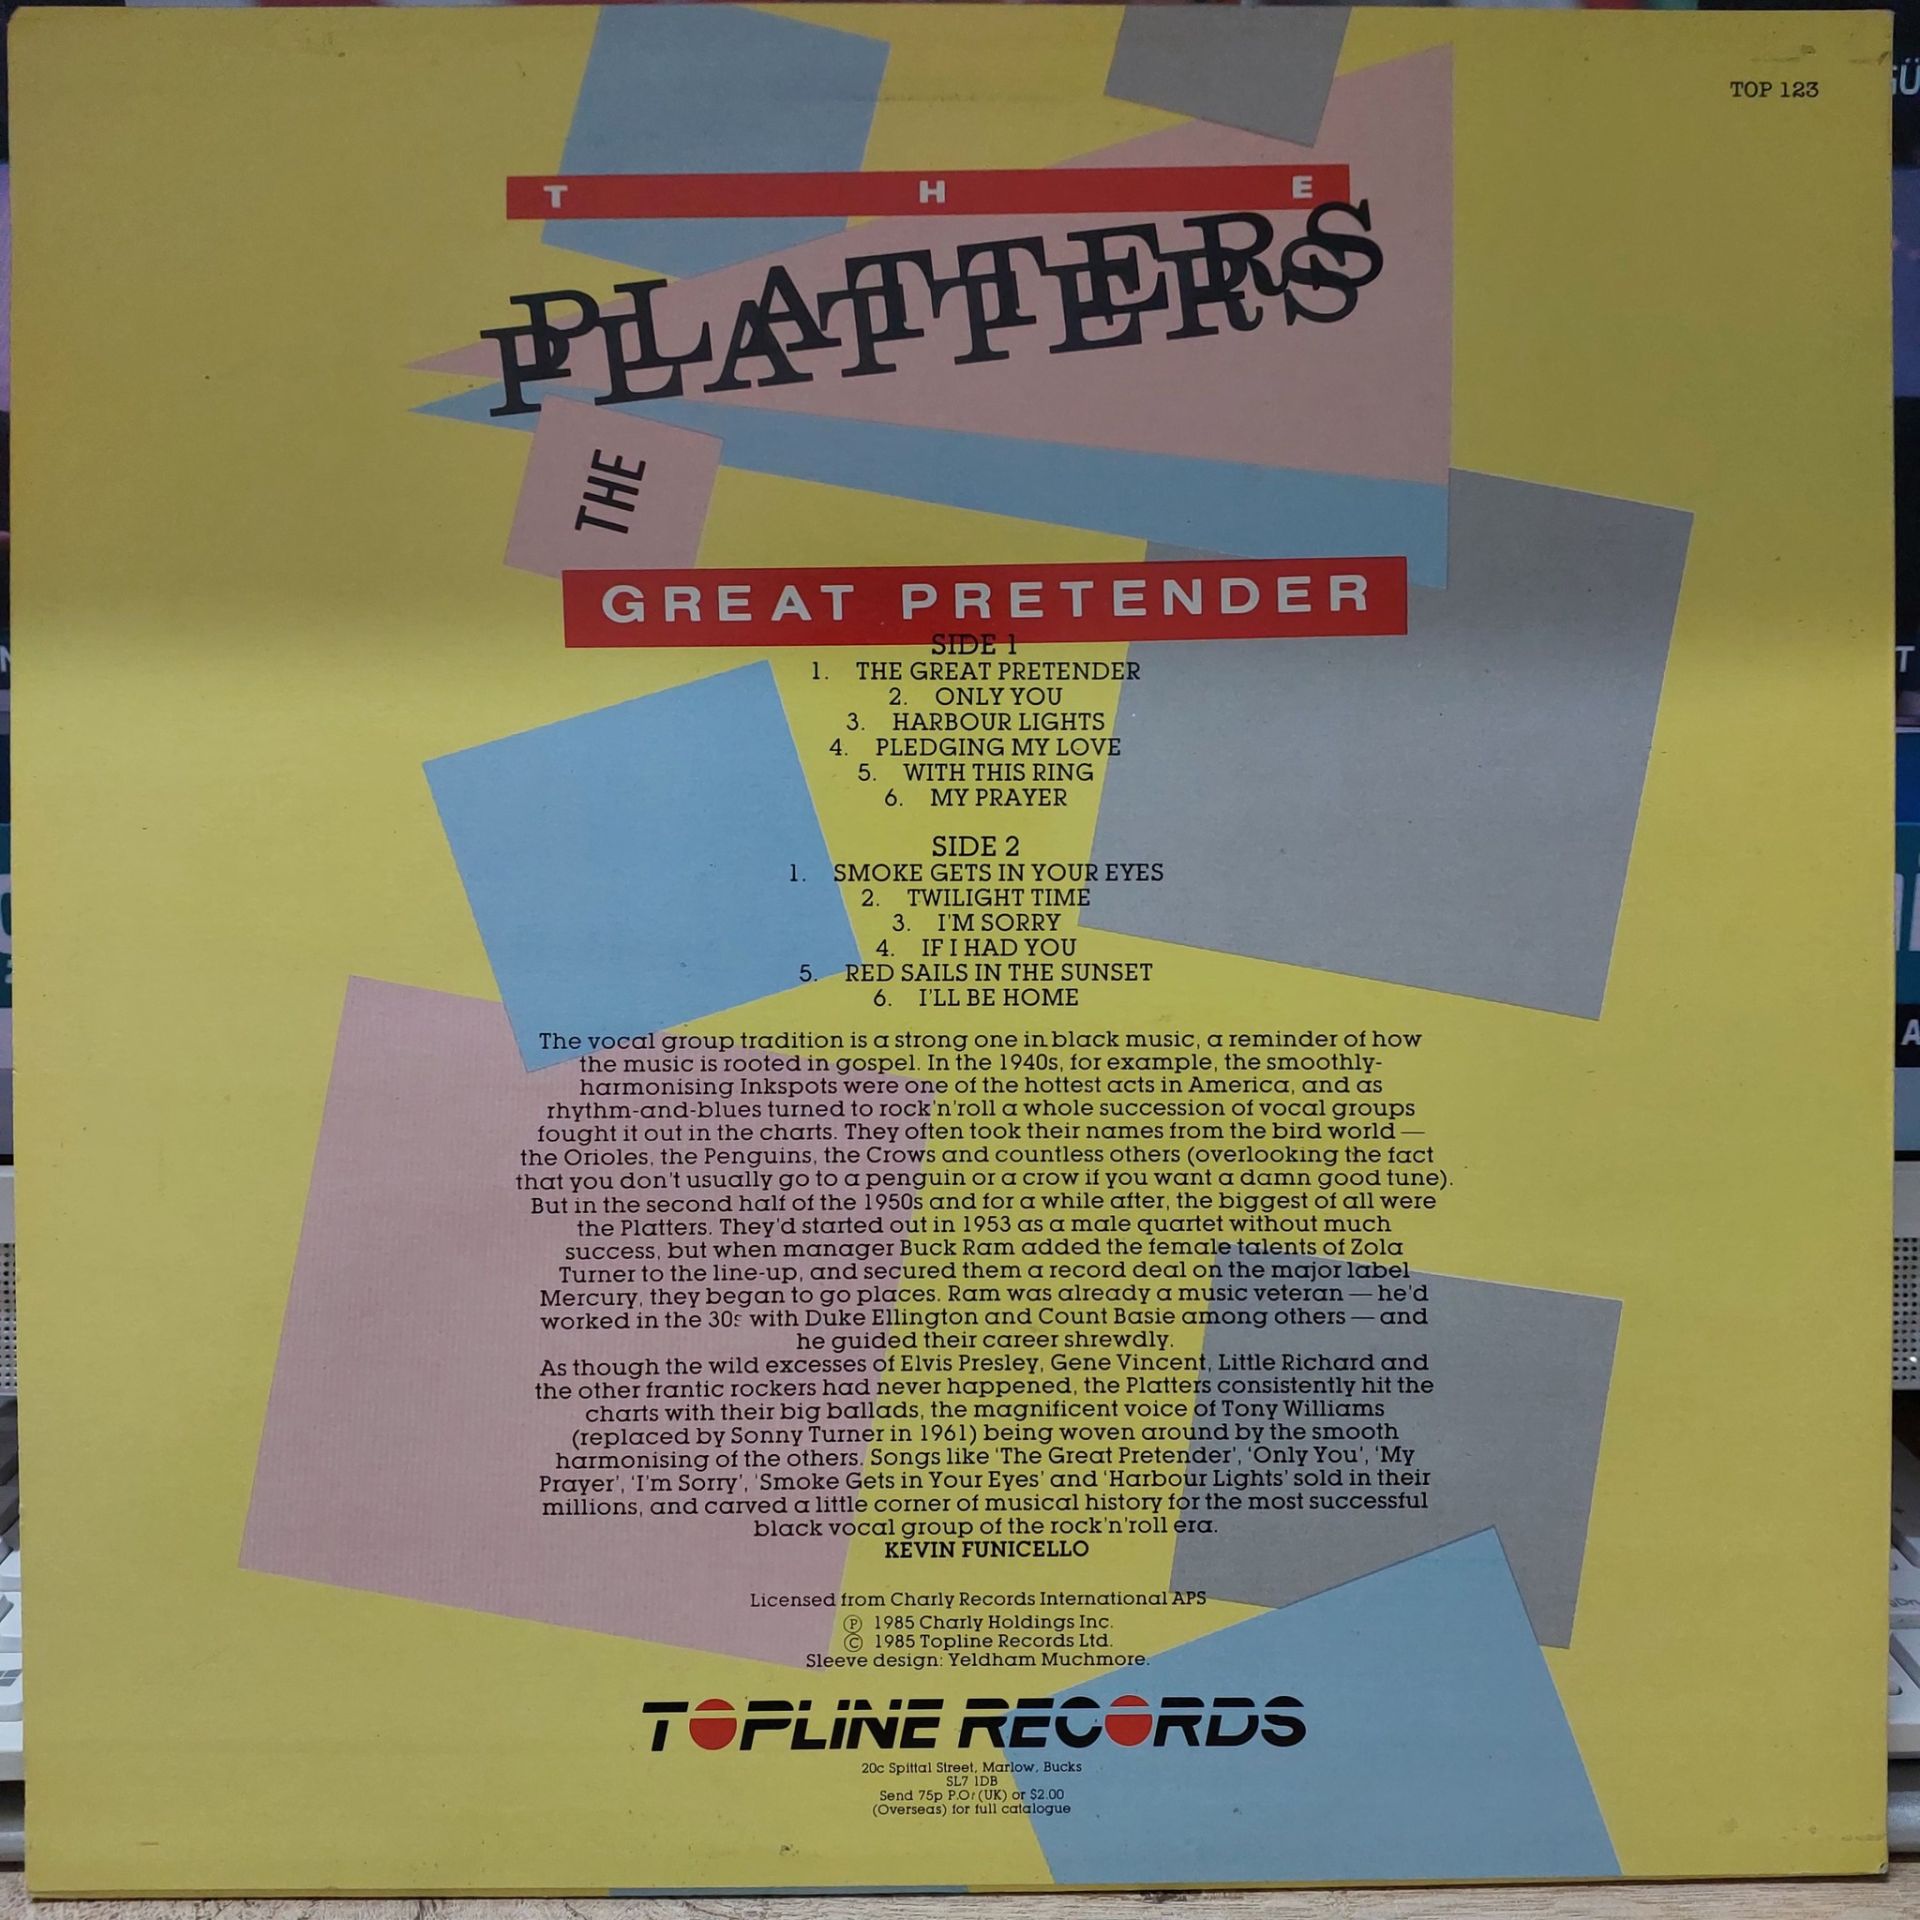 TOP 123
THE
PLATTERS
PLATTERS
THE
GREAT PRETENDER
SIDE 1
1. THE GREAT PRETENDER
2. ONLY YOU
3. HARBOUR LIGHTS
4. PLEDGING MY LOVE
5. WITH THIS RING
6. MY PRAYER
SIDE 2
1. SMOKE GETS IN YOUR EYES
2. TWILIGHT TIME
3. I'M SORRY
4. IF I HAD YOU
5. RED SAILS IN THE SUNSET
6. I'LL BE HOME
The vocal group tradition is a strong one in black music, a reminder of how
the music is rooted in gospel. In the 1940s, for example, the smoothly-
harmonising Inkspots were one of the hottest acts in America, and as
rhythm-and-blues turned to rock'n'roll a whole succession of vocal groups
fought it out in the charts. They often took their names from the bird world —
the Orioles, the Penguins, the Crows and countless others (overlooking the fact
that you don't usually go to a penguin or a crow if you want a damn good tune).
But in the second half of the 1950s and for a while after, the biggest of all were
the Platters. They'd started out in 1953 as a male quartet without much
success, but when manager Buck Ram added the female talents of Zola
Turner to the line-up, and secured them a record deal on the major label
Mercury, they began to go places. Ram was already a music veteran — he'd
worked in the 30s with Duke Ellington and Count Basie among others — and
he guided their career shrewdly.
As though the wild excesses of Elvis Presley, Gene Vincent, Little Richard and
the other frantic rockers had never happened, the Platters consistently hit the
charts with their big ballads, the magnificent voice of Tony Williams
(replaced by Sonny Turner in 1961) being woven around by the smooth
harmonising of the others. Songs like 'The Great Pretender', 'Only You', 'My
Prayer', 'I'm Sorry', 'Smoke Gets in Your Eyes' and 'Harbour Lights' sold in their
millions, and carved a little corner of musical history for the most successful
black vocal group of the rock'n'roll era.
KEVIN FUNICELLO
Licensed from Charly Records International APS
Ⓟ 1985 Charly Holdings Inc.
© 1985 Topline Records Ltd.
Sleeve design: Yeldham Muchmore.
TOPLINE RECORDS
20c Spittal Street, Marlow, Bucks
SL7 1DB
Send 75p P.O. (UK) or $2.00
(Overseas) for full catalogue